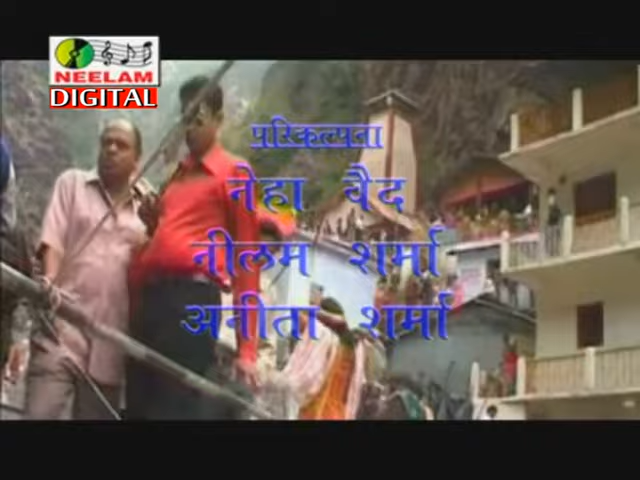 NEELAM
DIGITAL
परिकल्पना
नेहा वैद
नीलम शर्मा
अनीता शर्मा